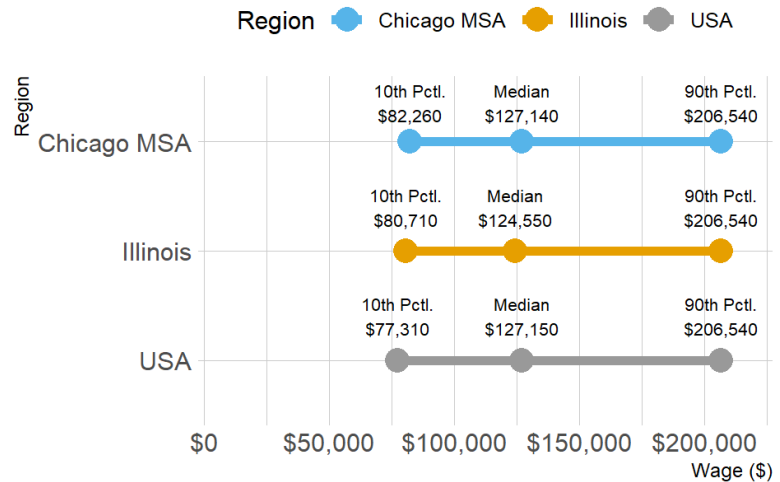 Region Chicago MSA Illinois USA
Region
10th Pctl. Median 90th Pctl.
$82,260 $127,140 $206,540
Chicago MSA
10th Pctl. Median 90th Pctl.
$80,710 $124,550 $206,540
Illinois
10th Pctl. Median 90th Pctl.
$77,310 $127,150 $206,540
USA
$0 $50,000 $100,000 $150,000 $200,000
Wage ($)